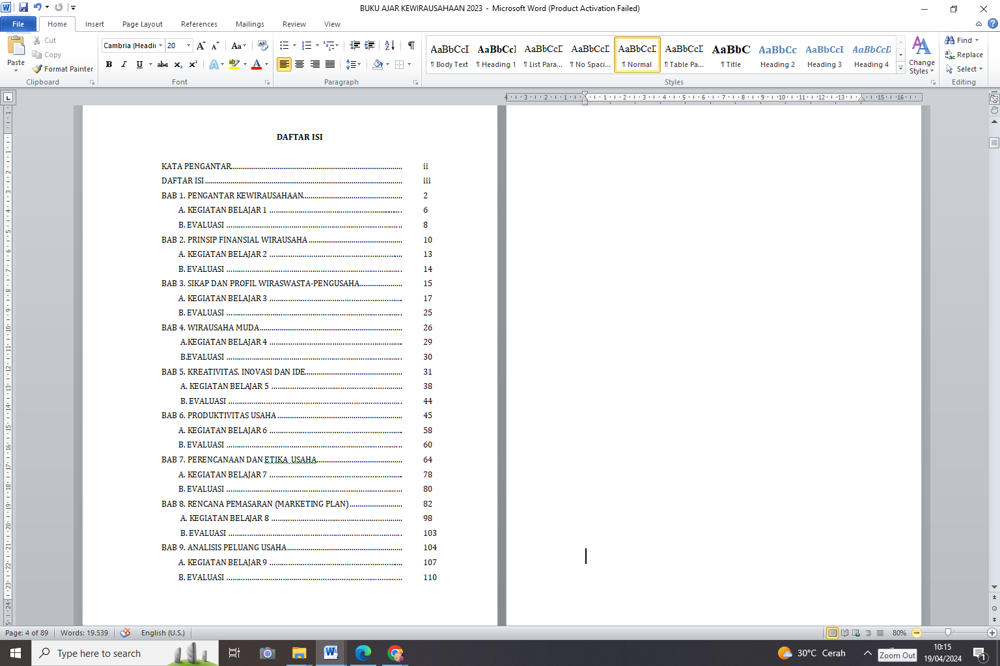 BUKU AJAR KEWIRAUSAHAAN 2023 - Microsoft Word (Product Activation Failed)
File Home Insert Page Layout References Mailings Review View
Paste
Cut
Copy
Format Painter
Clipboard
Cambria (Headi 20
Font
Paragraph
AaBbCcI AaBbCcI AaBbCcD AaBbCcD AaBbCcD AaBbCcD AaBbC AaBbCc AaBbCcI AaBbCcD
¶ Body Text ¶ Heading 1 ¶ List Para... ¶ No Spaci... ¶ Normal ¶ Table Pa... ¶ Title Heading 2 Heading 3 Heading 4
Styles
Change Styles
Find
Replace
Select
Editing
DAFTAR ISI
KATA PENGANTAR ii
DAFTAR ISI iii
BAB 1. PENGANTAR KEWIRAUSAHAAN 2
A. KEGIATAN BELAJAR 1 6
B. EVALUASI 8
BAB 2. PRINSIP FINANSIAL WIRAUSAHA 10
A. KEGIATAN BELAJAR 2 13
B. EVALUASI 14
BAB 3. SIKAP DAN PROFIL WIRASWASTA-PENGUSAHA 15
A. KEGIATAN BELAJAR 3 17
B. EVALUASI 25
BAB 4. WIRAUSAHA MUDA 26
A.KEGIATAN BELAJAR 4 29
B.EVALUASI 30
BAB 5. KREATIVITAS, INOVASI DAN IDE 31
A. KEGIATAN BELAJAR 5 38
B. EVALUASI 44
BAB 6. PRODUKTIVITAS USAHA 45
A. KEGIATAN BELAJAR 6 58
B. EVALUASI 60
BAB 7. PERENCANAAN DAN ETIKA USAHA 64
A. KEGIATAN BELAJAR 7 78
B. EVALUASI 80
BAB 8. RENCANA PEMASARAN (MARKETING PLAN) 82
A. KEGIATAN BELAJAR 8 98
B. EVALUASI 103
BAB 9. ANALISIS PELUANG USAHA 104
A. KEGIATAN BELAJAR 9 107
B. EVALUASI 110
Page: 4 of 89 Words: 19.539 English (U.S.) 80%
Type here to search
30°C Cerah
Zoom Out
10:15
19/04/2024
1